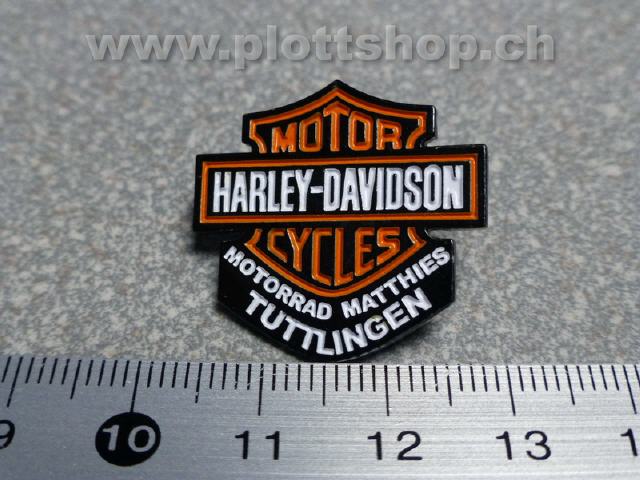 www.plottshop.ch
MOTOR
HARLEY-DAVIDSON
CYCLES
MOTORRAD MATTHIES
TUTTLINGEN
9 10 11 12 13